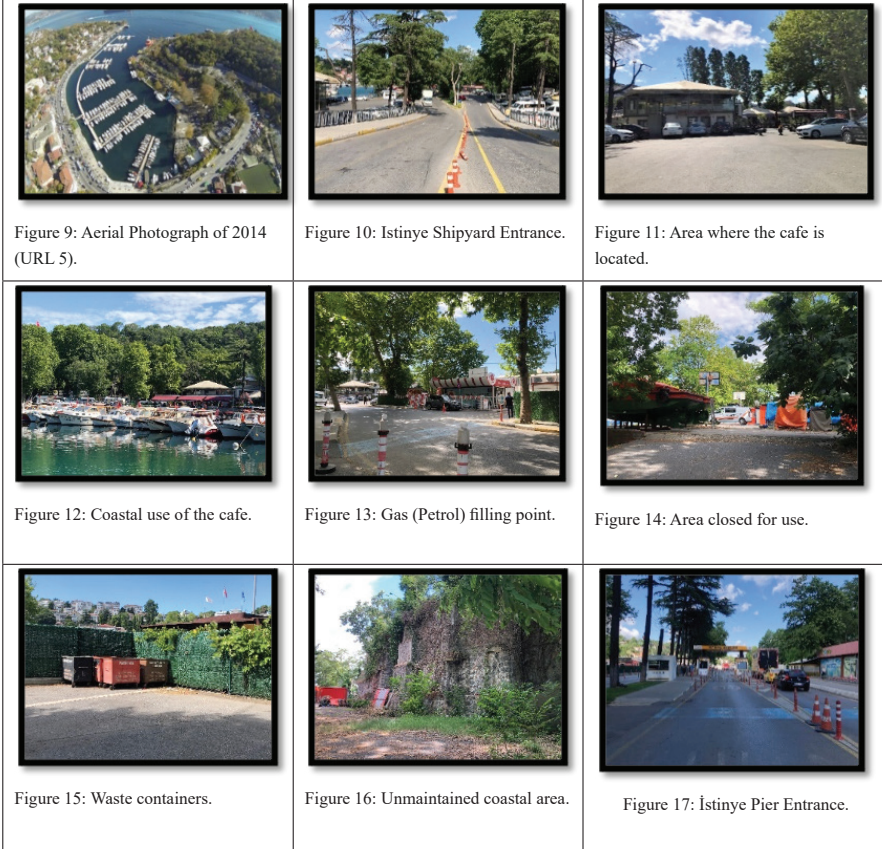 Figure 9: Aerial Photograph of 2014
(URL 5).
Figure 10: Istinye Shipyard Entrance.
Figure 11: Area where the cafe is
located.
Figure 12: Coastal use of the cafe.
Figure 13: Gas (Petrol) filling point.
Figure 14: Area closed for use.
Figure 15: Waste containers.
Figure 16: Unmaintained coastal area.
Figure 17: İstinye Pier Entrance.